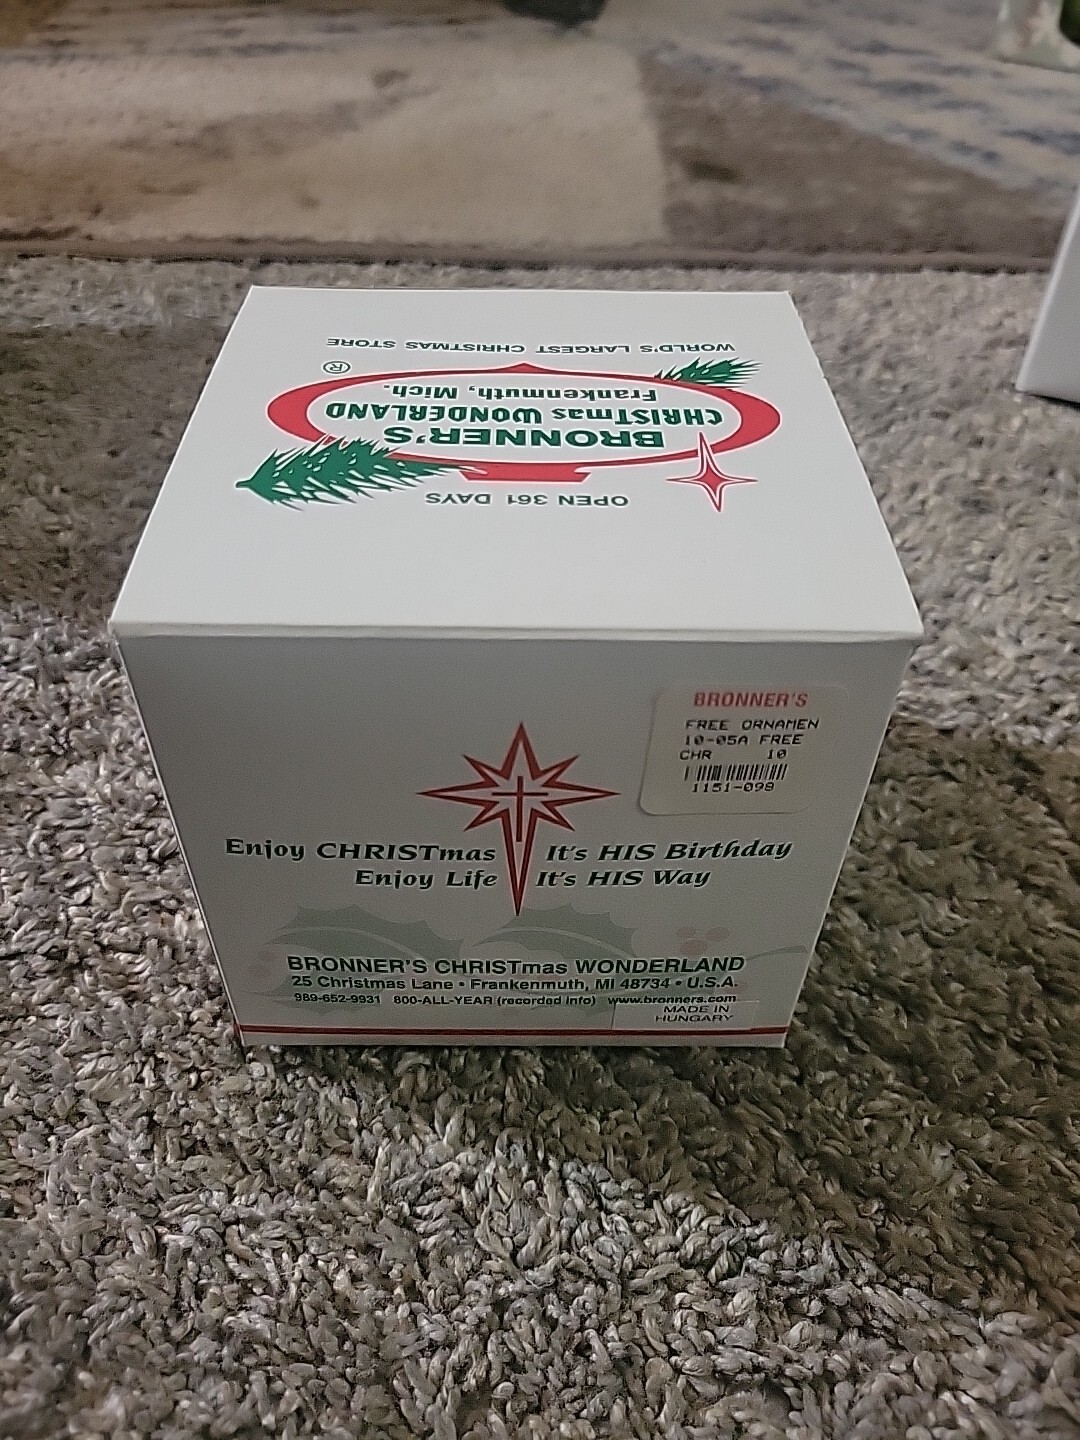 OPEN 361 DAYS
BRONNER'S
CHRISTmas WONDERLAND
Frankenmuth, Mich.
®
WORLD'S LARGEST CHRISTMAS STORE
BRONNER'S
FREE ORNAMEN
10-05A FREE
CHR 10
1151-098
Enjoy CHRISTmas It's HIS Birthday
Enjoy Life It's HIS Way
BRONNER'S CHRISTmas WONDERLAND
25 Christmas Lane • Frankenmuth, MI 48734 • U.S.A.
989-652-9931 800-ALL-YEAR (recorded info) www.bronners.com
MADE IN
HUNGARY